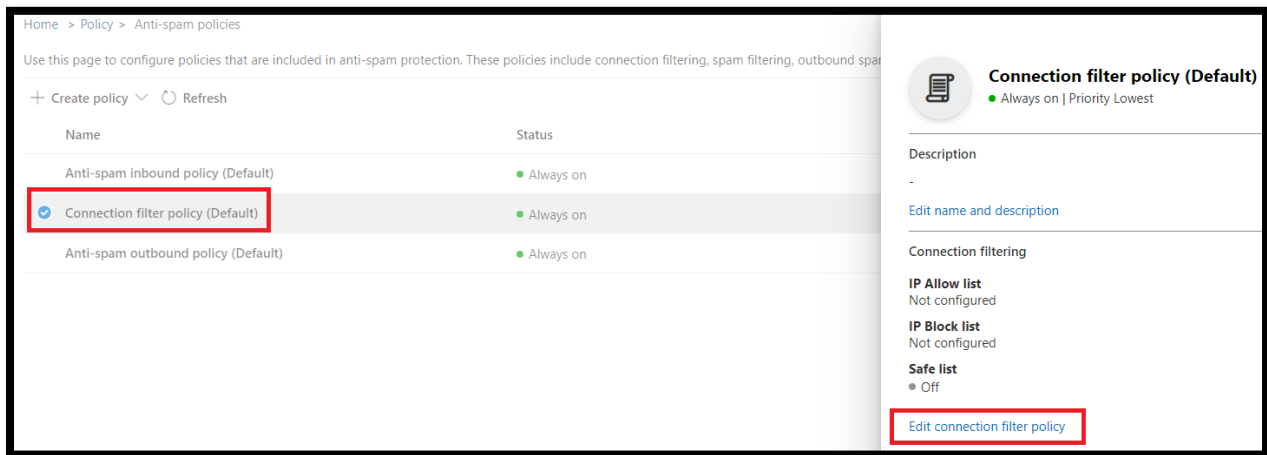 Home > Policy > Anti-spam policies
Use this page to configure policies that are included in anti-spam protection. These policies include connection filtering, spam filtering, outbound spa
+ Create policy Refresh
Name Status
Anti-spam inbound policy (Default) Always on
Connection filter policy (Default) Always on
Anti-spam outbound policy (Default) Always on
Connection filter policy (Default)
Always on | Priority Lowest
Description
-
Edit name and description
Connection filtering
IP Allow list
Not configured
IP Block list
Not configured
Safe list
Off
Edit connection filter policy